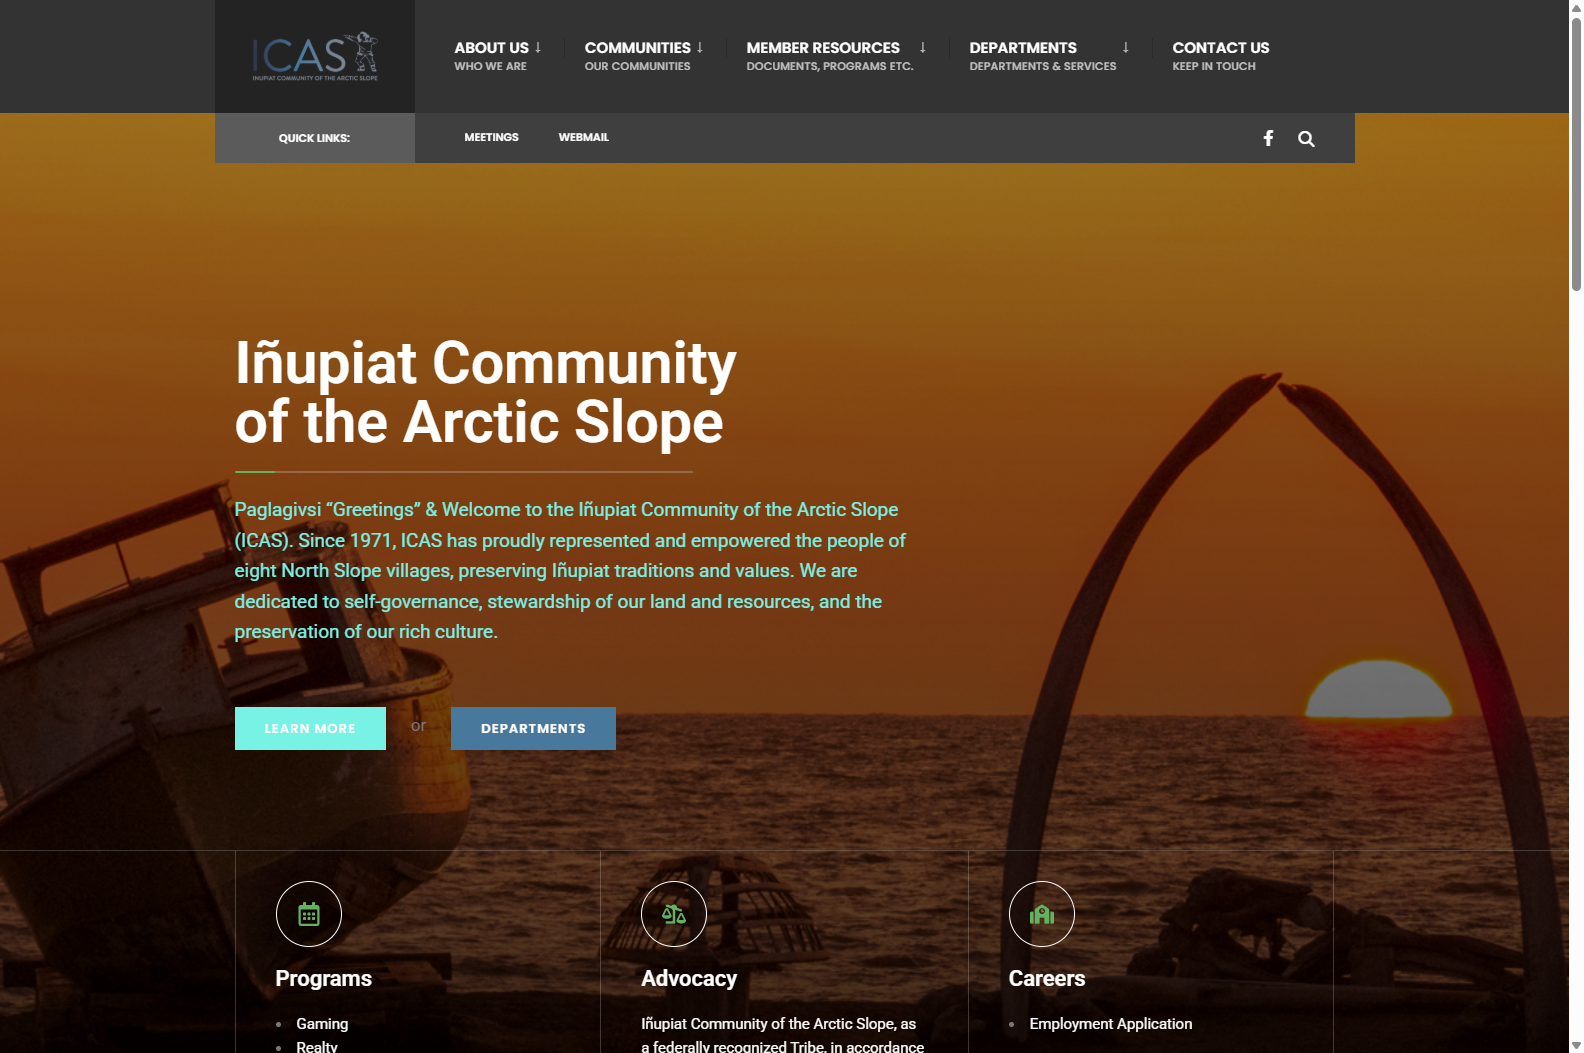 ICAS
INUPIAT COMMUNITY OF THE ARCTIC SLOPE
ABOUT US ↓
WHO WE ARE
COMMUNITIES ↓
OUR COMMUNITIES
MEMBER RESOURCES ↓
DOCUMENTS, PROGRAMS ETC.
DEPARTMENTS ↓
DEPARTMENTS & SERVICES
CONTACT US
KEEP IN TOUCH
QUICK LINKS:
MEETINGS
WEBMAIL
Iñupiat Community
of the Arctic Slope
Paglagivsi “Greetings” & Welcome to the Iñupiat Community of the Arctic Slope
(ICAS). Since 1971, ICAS has proudly represented and empowered the people of
eight North Slope villages, preserving Iñupiat traditions and values. We are
dedicated to self-governance, stewardship of our land and resources, and the
preservation of our rich culture.
LEARN MORE
or
DEPARTMENTS
Programs
Gaming
Realty
Advocacy
Iñupiat Community of the Arctic Slope, as
a federally recognized Tribe, in accordance
Careers
Employment Application